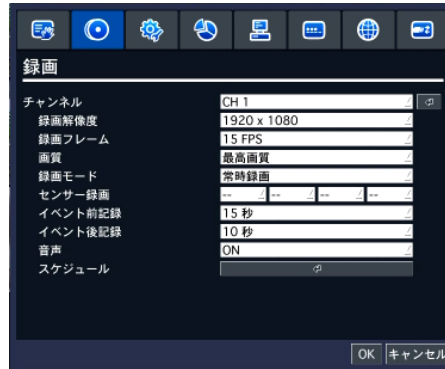 録画
チャンネル CH 1
録画解像度 1920 x 1080
録画フレーム 15 FPS
画質 最高画質
録画モード 常時録画
センサー録画 -- -- -- --
イベント前記録 15 秒
イベント後記録 10 秒
音声 ON
スケジュール
OK キャンセル